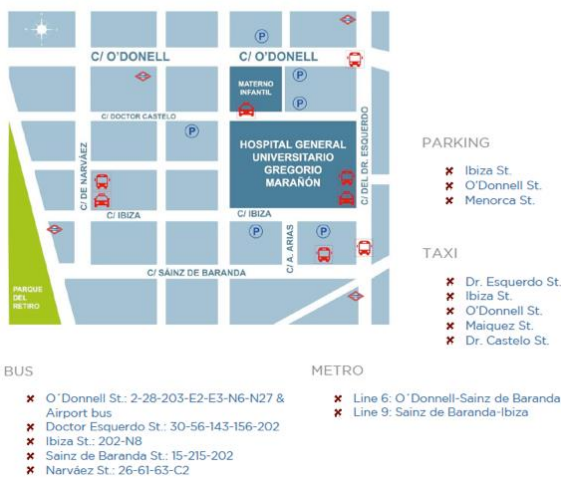 C/ O'DONELL
C/ O'DONELL
P
MATERNO
INFANTIL
P
P
C/ DOCTOR CASTELO
P
HOSPITAL GENERAL
UNIVERSITARIO
GREGORIO
MARAÑÓN
C/ DE NARVÁEZ
C/ DEL DR. ESQUERDO
C/ IBIZA
C/ IBIZA
P
P
C/ A. ARIAS
C/ SÁINZ DE BARANDA
PARQUE
DEL
RETIRO
PARKING
Ibiza St.
O'Donnell St.
Menorca St.
TAXI
Dr. Esquerdo St.
Ibiza St.
O'Donnell St.
Maiquez St.
Dr. Castelo St.
BUS
O´Donnell St.: 2-28-203-E2-E3-N6-N27 &
Airport bus
Doctor Esquerdo St.: 30-56-143-156-202
Ibiza St.: 202-N8
Sainz de Baranda St.: 15-215-202
Narváez St.: 26-61-63-C2
METRO
Line 6: O´Donnell-Sainz de Baranda
Line 9: Sainz de Baranda-Ibiza